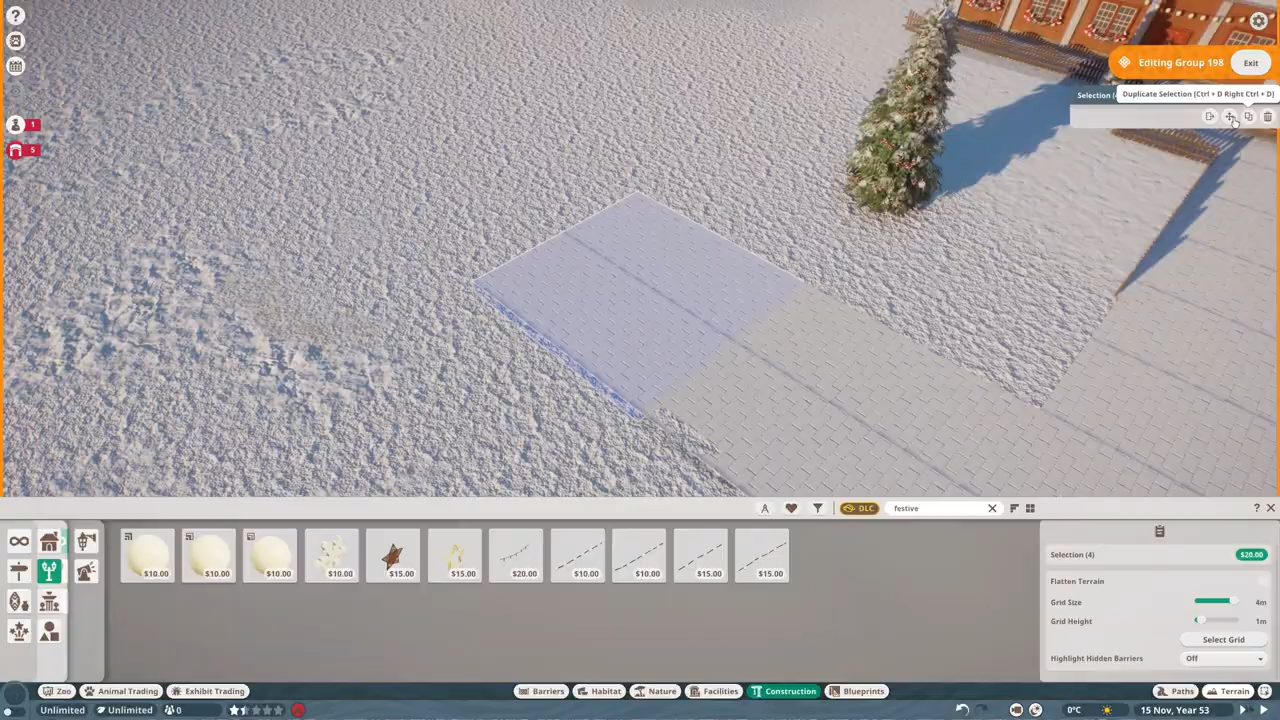 ?
Editing Group 198
Exit
Selection (
Duplicate Selection [Ctrl + D Right Ctrl + D]
1
5
DLC
festive
?
$10.00
$10.00
$10.00
$10.00
$15.00
$15.00
$20.00
$10.00
$10.00
$15.00
$15.00
Selection (4)
$20.00
Flatten Terrain
Grid Size
4m
Grid Height
1m
Select Grid
Highlight Hidden Barriers
Off
Zoo
Animal Trading
Exhibit Trading
Barriers
Habitat
Nature
Facilities
Construction
Blueprints
Paths
Terrain
Unlimited
Unlimited
0
0°C
15 Nov, Year 53